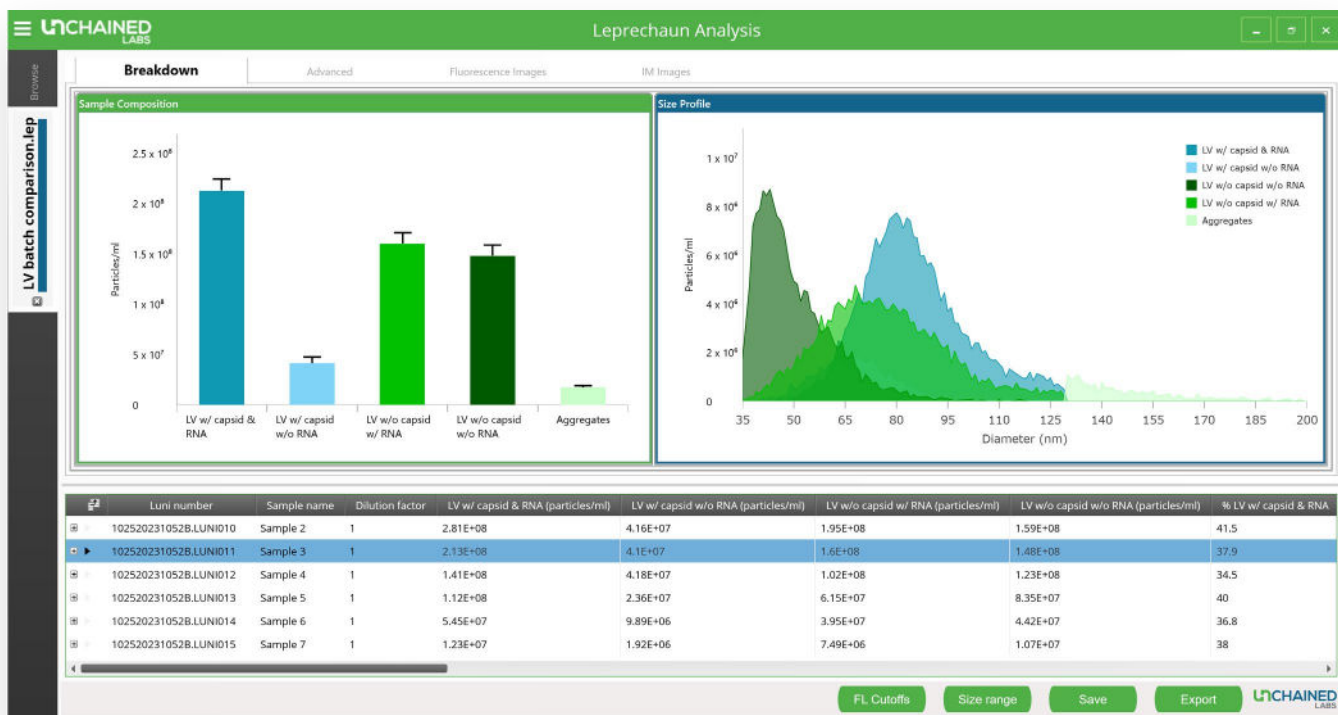 UNCHAINED LABS
Leprechaun Analysis
Browse
LV batch comparison.lep
Breakdown Advanced Fluorescence Images IM Images
Sample Composition
Particles/ml
2.5 x 10⁸
2 x 10⁸
1.5 x 10⁸
1 x 10⁸
5 x 10⁷
0
LV w/ capsid & RNA
LV w/ capsid w/o RNA
LV w/o capsid w/ RNA
LV w/o capsid w/o RNA
Aggregates
Size Profile
Particles/ml
1 x 10⁷
8 x 10⁶
6 x 10⁶
4 x 10⁶
2 x 10⁶
0
35 50 65 80 95 110 125 140 155 170 185 200
Diameter (nm)
LV w/ capsid & RNA
LV w/ capsid w/o RNA
LV w/o capsid w/o RNA
LV w/o capsid w/ RNA
Aggregates
Luni number Sample name Dilution factor LV w/ capsid & RNA (particles/ml) LV w/ capsid w/o RNA (particles/ml) LV w/o capsid w/ RNA (particles/ml) LV w/o capsid w/o RNA (particles/ml) % LV w/ capsid & RNA
102520231052B.LUNI010 Sample 2 1 2.81E+08 4.16E+07 1.95E+08 1.59E+08 41.5
102520231052B.LUNI011 Sample 3 1 2.13E+08 4.1E+07 1.6E+08 1.48E+08 37.9
102520231052B.LUNI012 Sample 4 1 1.41E+08 4.18E+07 1.02E+08 1.23E+08 34.5
102520231052B.LUNI013 Sample 5 1 1.12E+08 2.36E+07 6.15E+07 8.35E+07 40
102520231052B.LUNI014 Sample 6 1 5.45E+07 9.89E+06 3.95E+07 4.42E+07 36.8
102520231052B.LUNI015 Sample 7 1 1.23E+07 1.92E+06 7.49E+06 1.07E+07 38
FL Cutoffs Size range Save Export UNCHAINED LABS